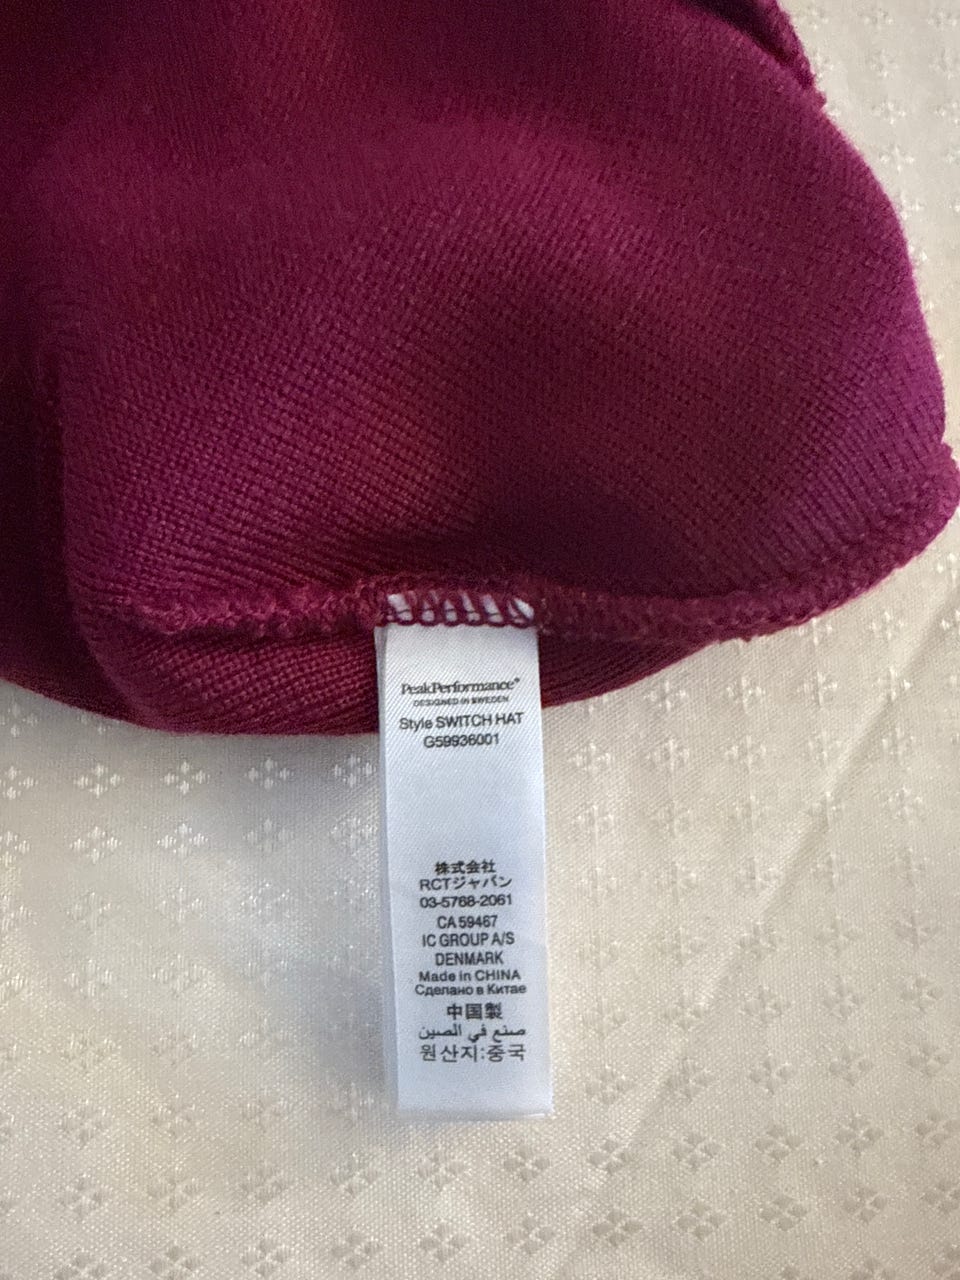 PeakPerformance®
DESIGNED IN SWEDEN
Style SWITCH HAT
G59936001
株式会社
RCTジャパン
03-5768-2061
CA 59467
IC GROUP A/S
DENMARK
Made in CHINA
Сделано в Китае
中国製
صنع في الصين
원산지:중국